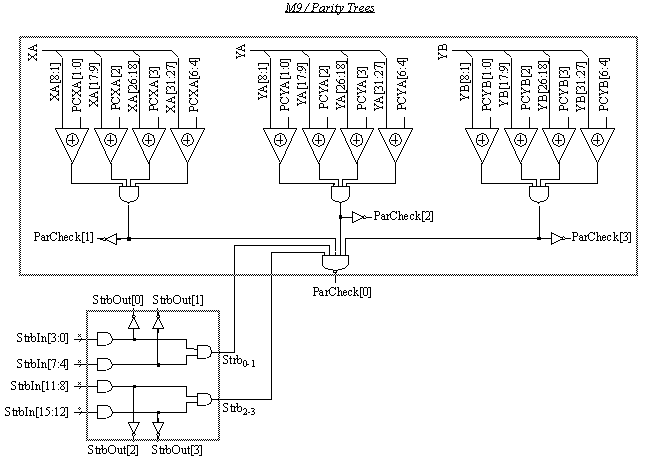 M9 / Parity Trees
XA
YA
YB
XA[8:1]
PCXA[1:0]
XA[17:9]
PCXA[2]
XA[26:18]
PCXA[3]
XA[31:27]
PCXA[6:4]
YA[8:1]
PCYA[1:0]
YA[17:9]
PCYA[2]
YA[26:18]
PCYA[3]
YA[31:27]
PCYA[6:4]
YB[8:1]
PCYB[1:0]
YB[17:9]
PCYB[2]
YB[26:18]
PCYB[3]
YB[31:27]
PCYB[6:4]
ParCheck[2]
ParCheck[1]
ParCheck[3]
ParCheck[0]
StrbOut[0]
StrbOut[1]
StrbIn[3:0]
StrbIn[7:4]
Strb0-1
StrbIn[11:8]
StrbIn[15:12]
Strb2-3
StrbOut[2]
StrbOut[3]